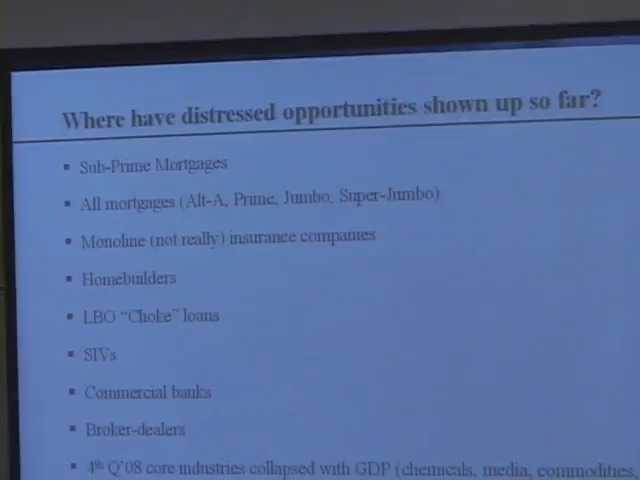 Where have distressed opportunities shown up so far?
▪ Sub-Prime Mortgages
▪ All mortgages (Alt-A, Prime, Jumbo, Super-Jumbo)
▪ Monoline (not really) insurance companies
▪ Homebuilders
▪ LBO “Choke” loans
▪ SIVs
▪ Commercial banks
▪ Broker-dealers
▪ 4th Q’08 core industries collapsed with GDP (chemicals, media, commodities,